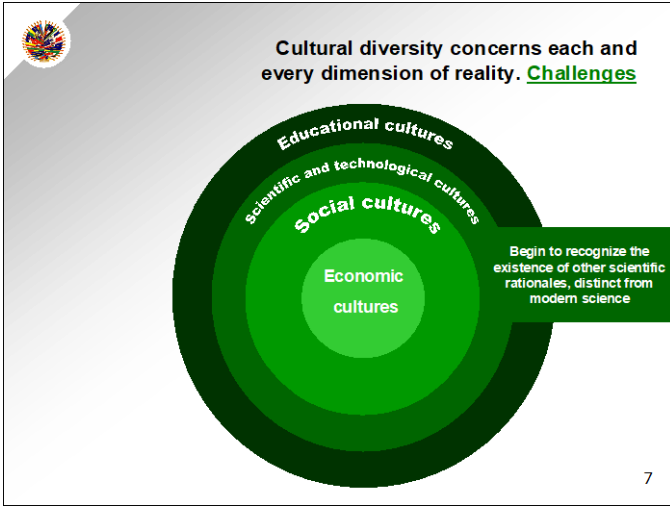 Cultural diversity concerns each and
every dimension of reality. Challenges
Educational cultures
Scientific and technological cultures
Social cultures
Economic
cultures
Begin to recognize the
existence of other scientific
rationales, distinct from
modern science
7